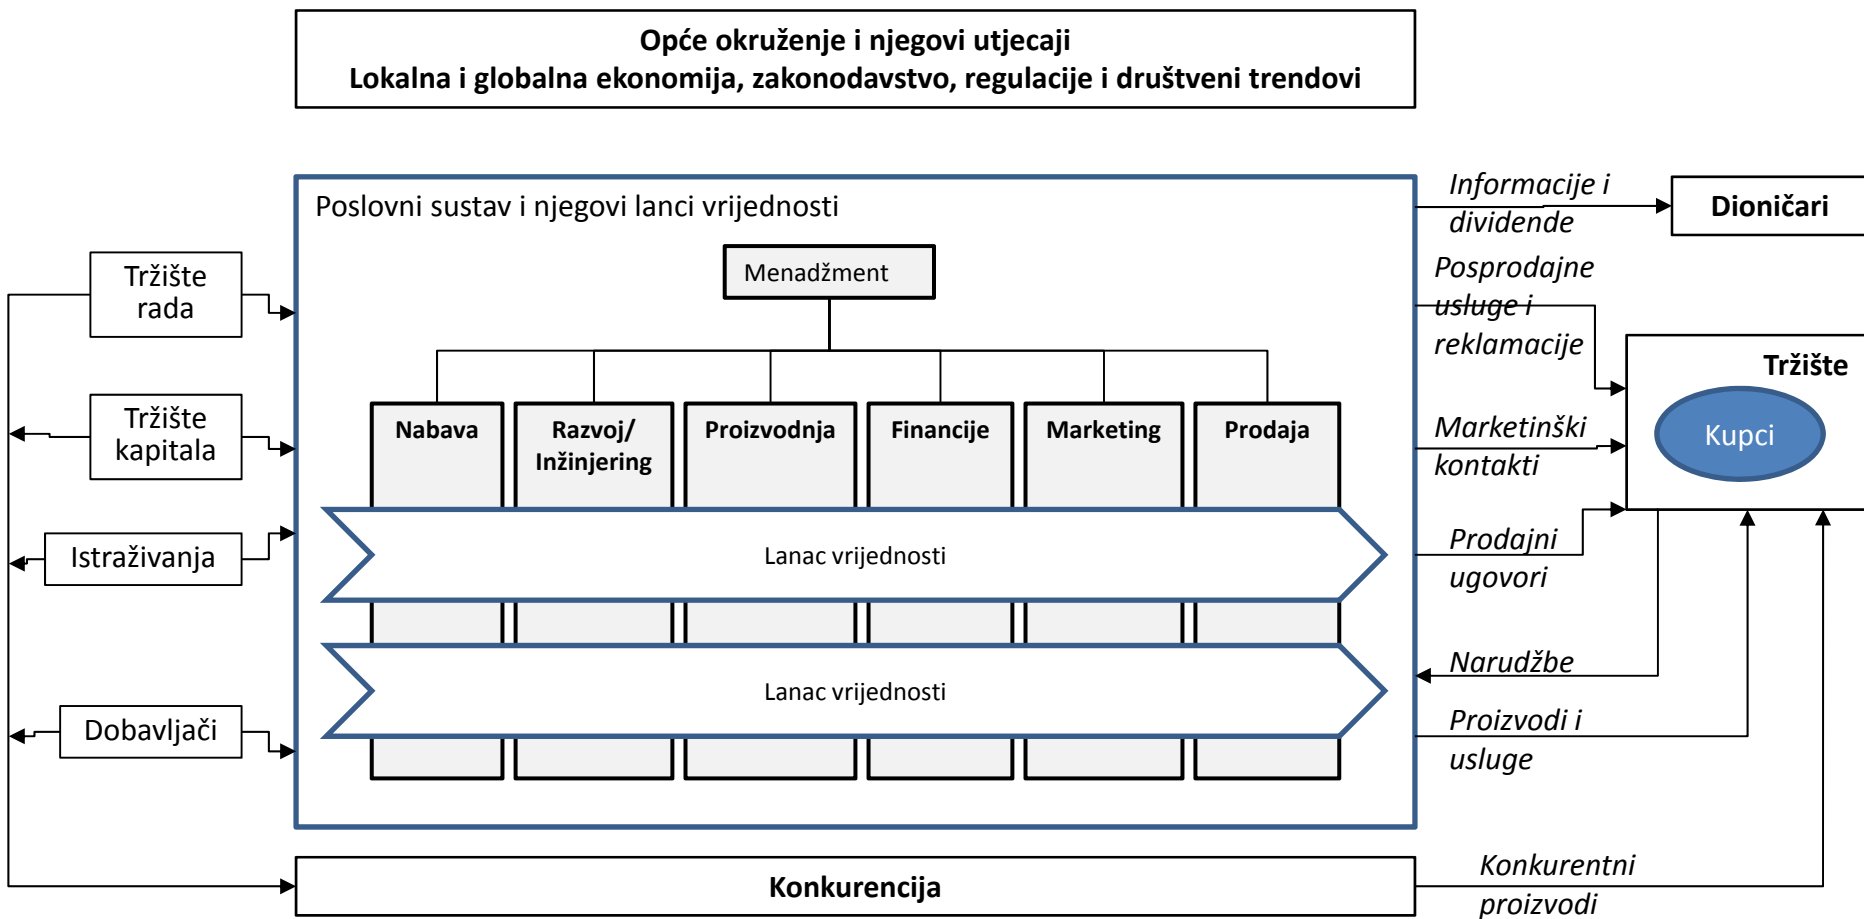 Opće okruženje i njegovi utjecaji
Lokalna i globalna ekonomija, zakonodavstvo, regulacije i društveni trendovi
Poslovni sustav i njegovi lanci vrijednosti
Menadžment
Tržište
rada
Tržište
kapitala
Istraživanja
Dobavljači
Nabava
Razvoj/
Inžinjering
Proizvodnja
Financije
Marketing
Prodaja
Lanac vrijednosti
Lanac vrijednosti
Informacije i
dividende
Dioničari
Posprodajne
usluge i
reklamacije
Tržište
Kupci
Marketinški
kontakti
Prodajni
ugovori
Narudžbe
Proizvodi i
usluge
Konkurencija
Konkurentni
proizvodi